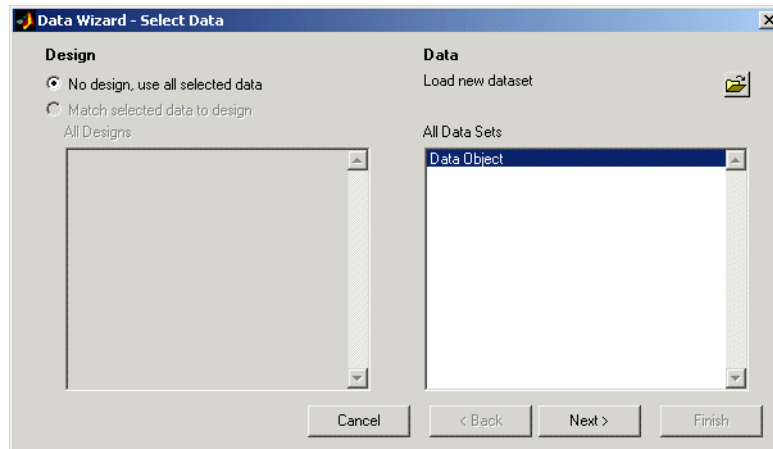 Data Wizard - Select Data
Design
No design, use all selected data
Match selected data to design
All Designs
Data
Load new dataset
All Data Sets
Data Object
Cancel
< Back
Next >
Finish